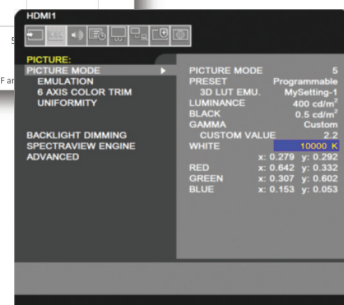 HDMI1
PICTURE:
PICTURE MODE
EMULATION
6 AXIS COLOR TRIM
UNIFORMITY
BACKLIGHT DIMMING
SPECTRAVIEW ENGINE
ADVANCED
PICTURE MODE 5
PRESET Programmable
3D LUT EMU. MySetting-1
LUMINANCE 400 cd/m²
BLACK 0.5 cd/m²
GAMMA Custom
CUSTOM VALUE 2.2
WHITE 10000 K
x: 0.279 y: 0.292
RED x: 0.642 y: 0.332
GREEN x: 0.307 y: 0.602
BLUE x: 0.153 y: 0.053